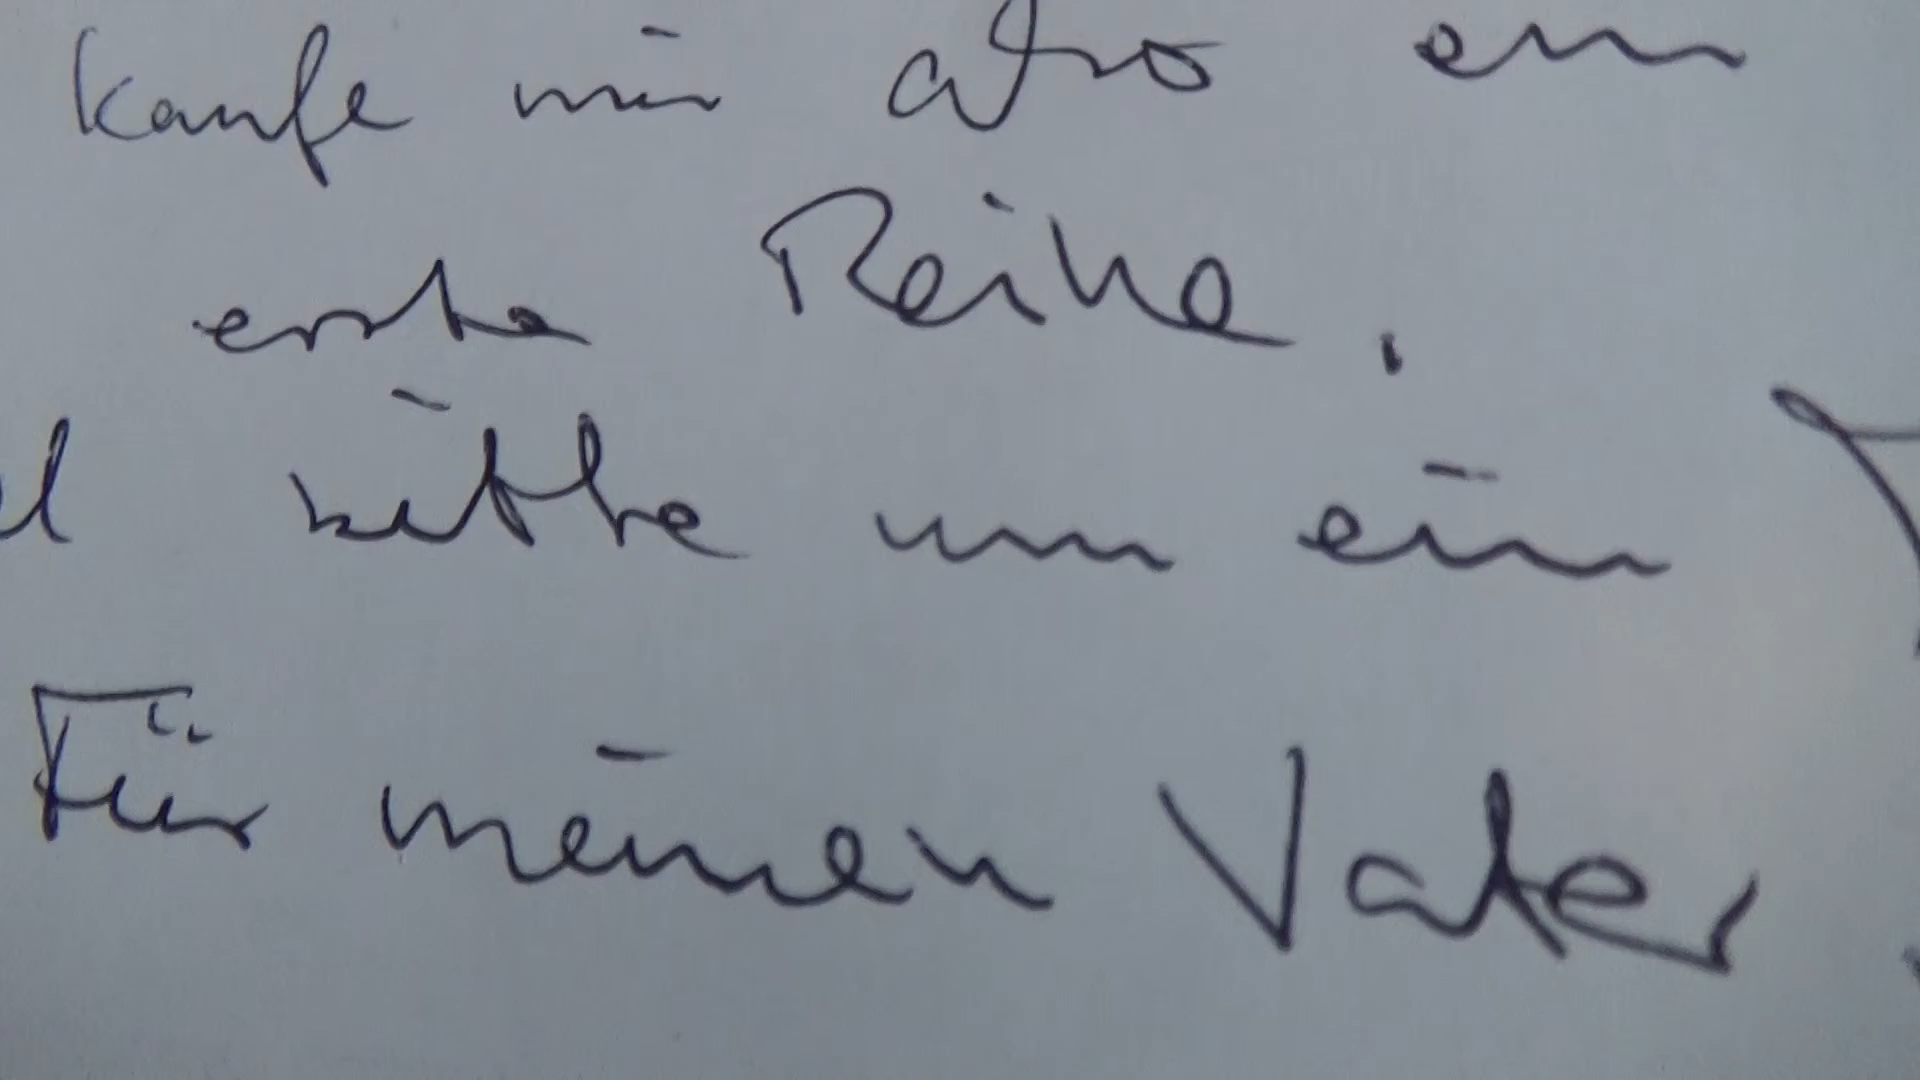 kaufe mir also ein
erste Reihe.
bitte um ein
Für meinen Vater